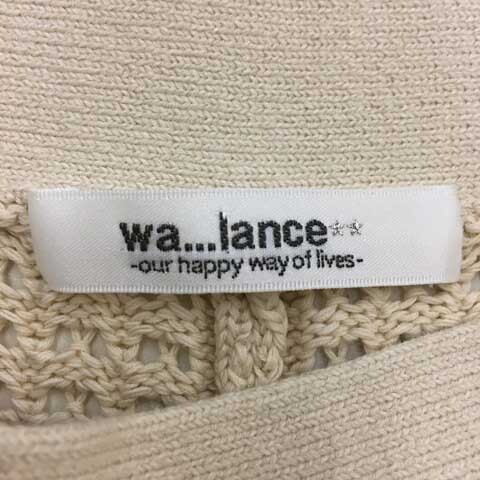 wa...lance☆☆
-our happy way of lives-